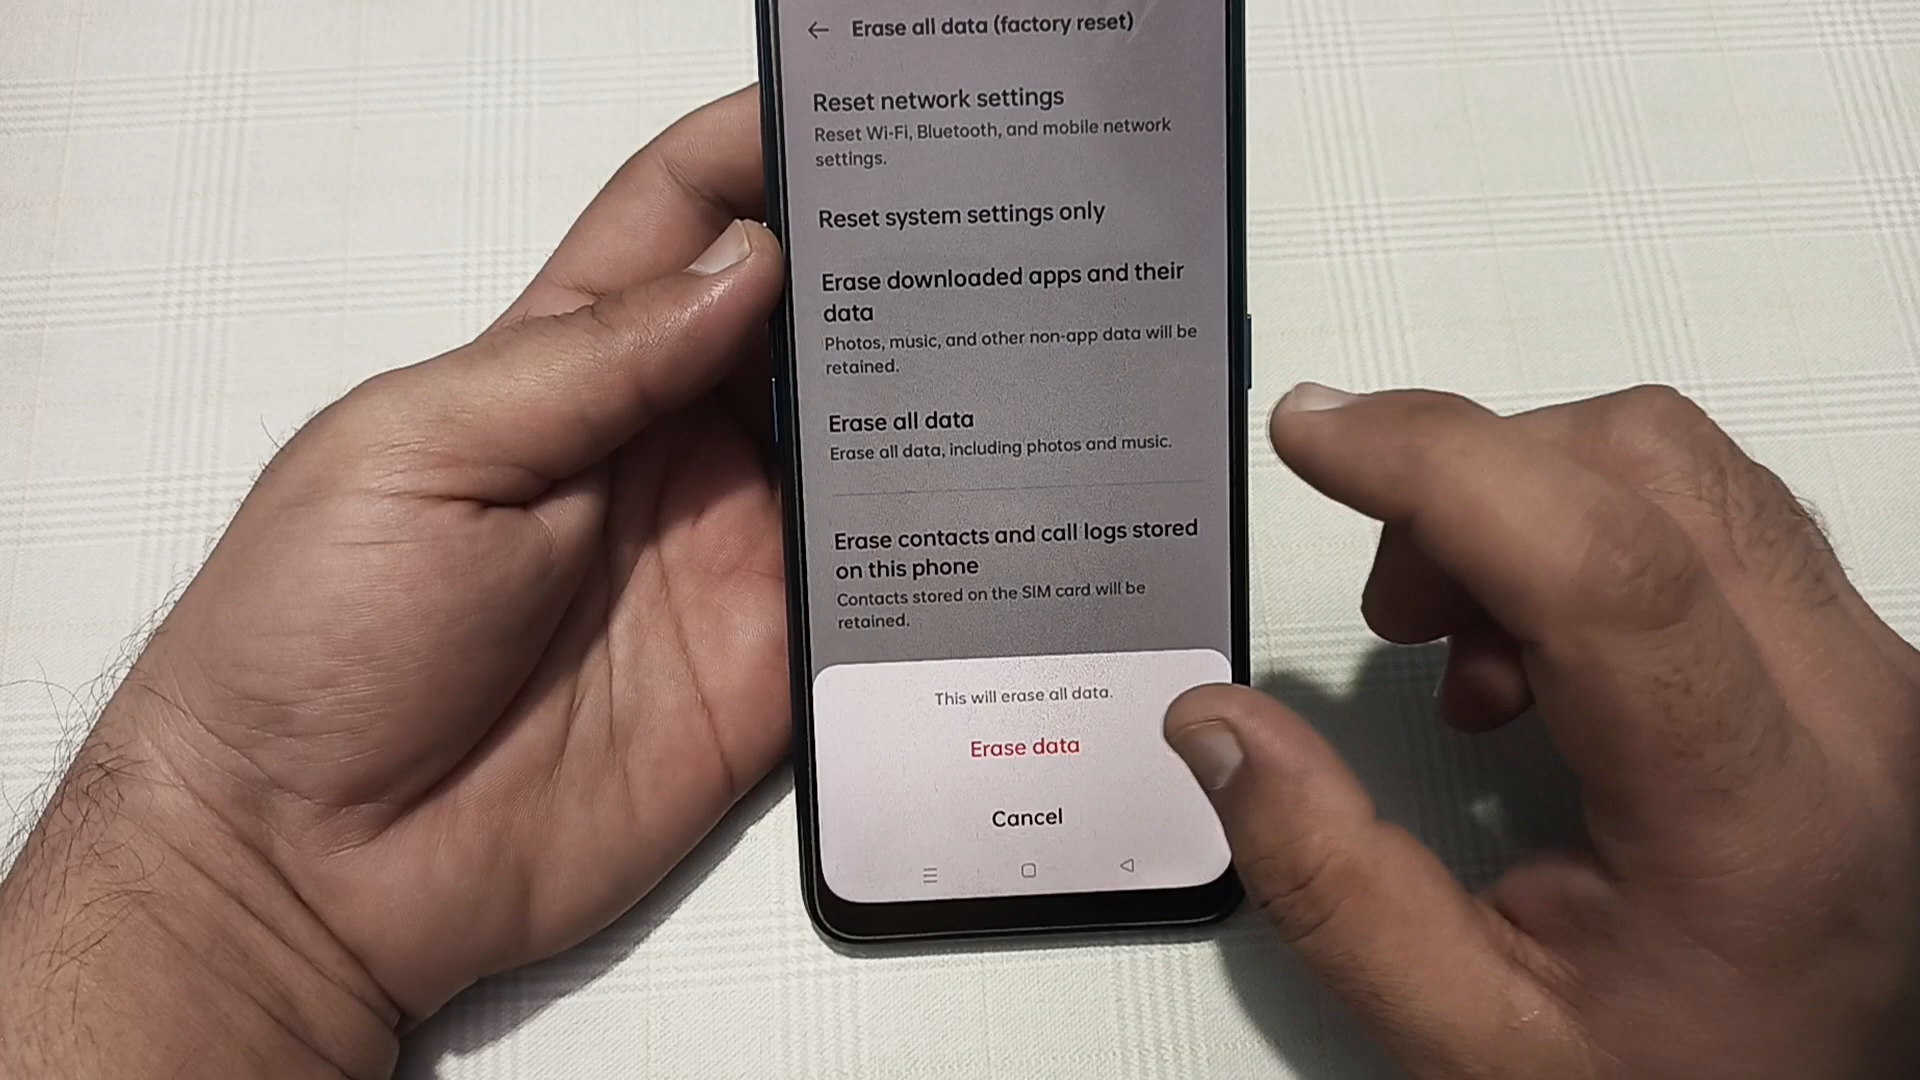 Erase all data (factory reset)
Reset network settings
Reset Wi-Fi, Bluetooth, and mobile network
settings.
Reset system settings only
Erase downloaded apps and their
data
Photos, music, and other non-app data will be
retained.
Erase all data
Erase all data, including photos and music.
Erase contacts and call logs stored
on this phone
Contacts stored on the SIM card will be
retained.
This will erase all data.
Erase data
Cancel